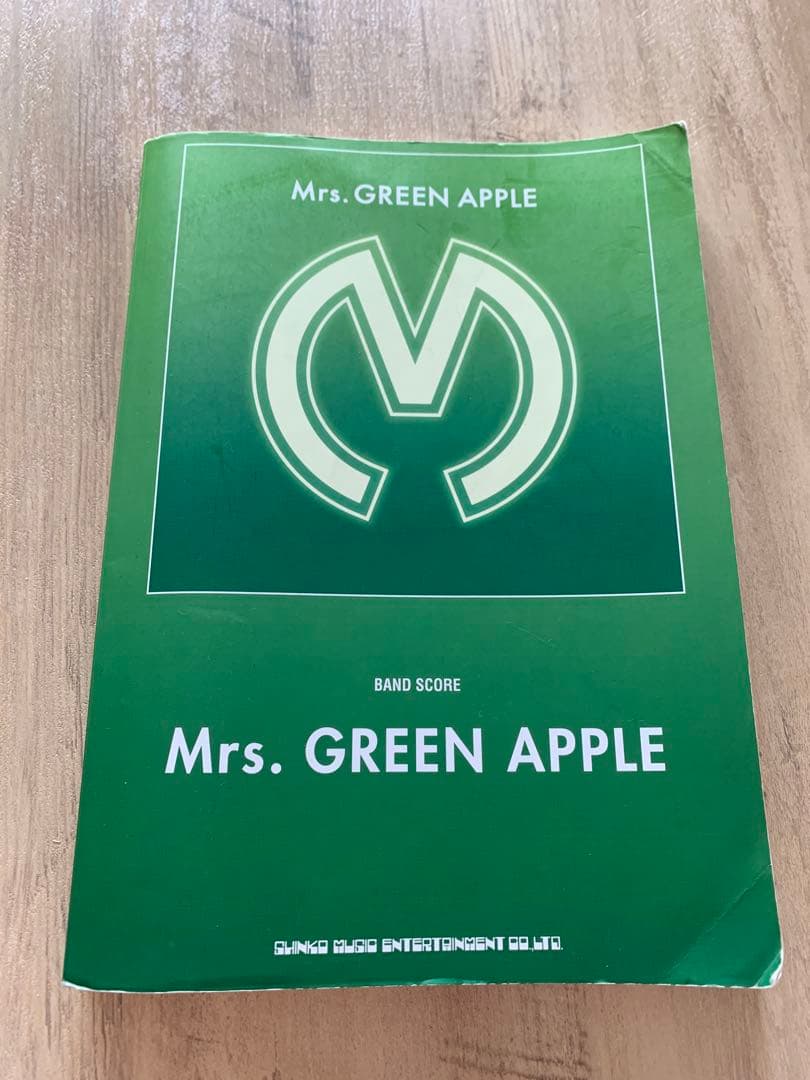 Mrs. GREEN APPLE
M
BAND SCORE
Mrs. GREEN APPLE
SHINKO MUSIC ENTERTAINMENT CO.,LTD.